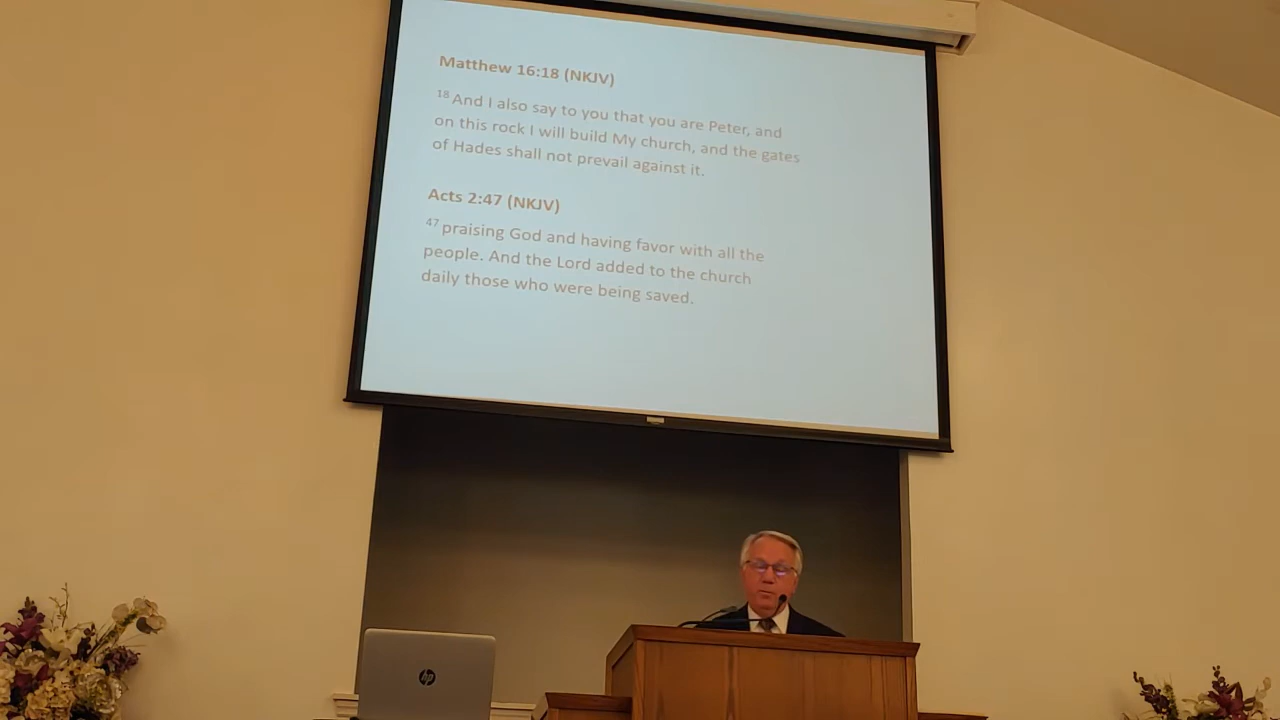 Matthew 16:18 (NKJV)
18 And I also say to you that you are Peter, and
on this rock I will build My church, and the gates
of Hades shall not prevail against it.
Acts 2:47 (NKJV)
47 praising God and having favor with all the
people. And the Lord added to the church
daily those who were being saved.
hp